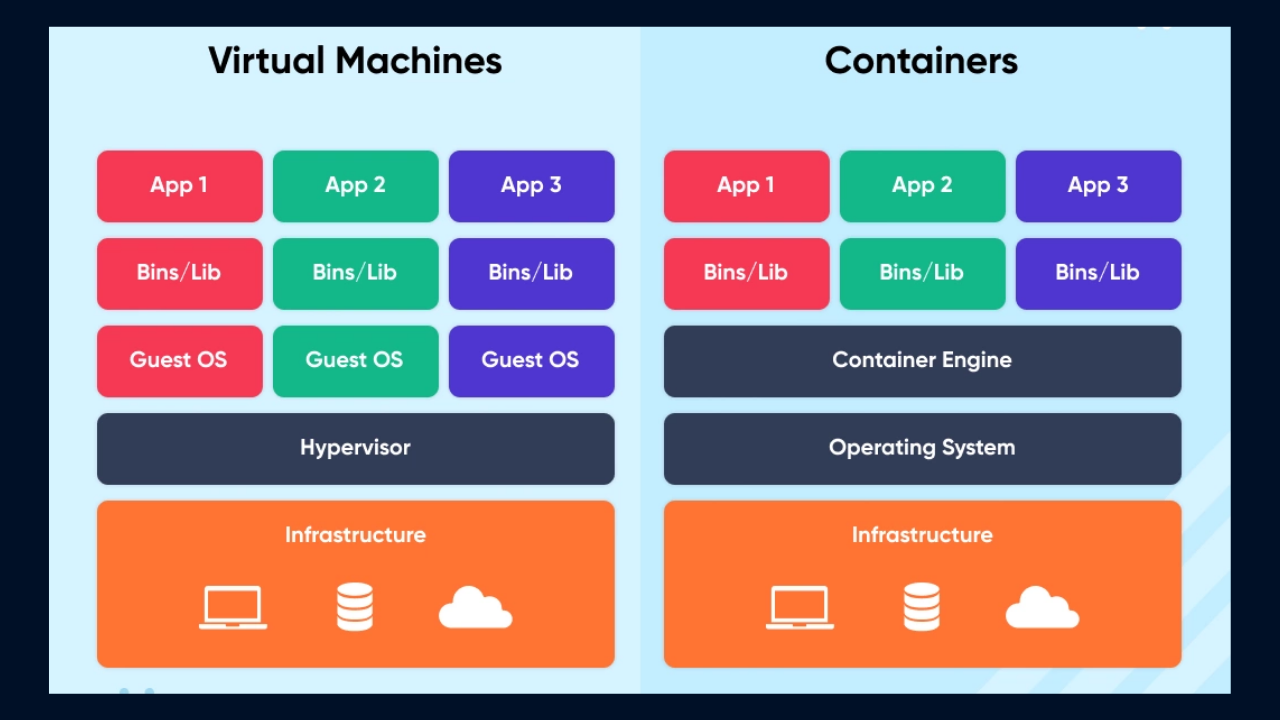 Virtual Machines
App 1
App 2
App 3
Bins/Lib
Bins/Lib
Bins/Lib
Guest OS
Guest OS
Guest OS
Hypervisor
Infrastructure
Containers
App 1
App 2
App 3
Bins/Lib
Bins/Lib
Bins/Lib
Container Engine
Operating System
Infrastructure